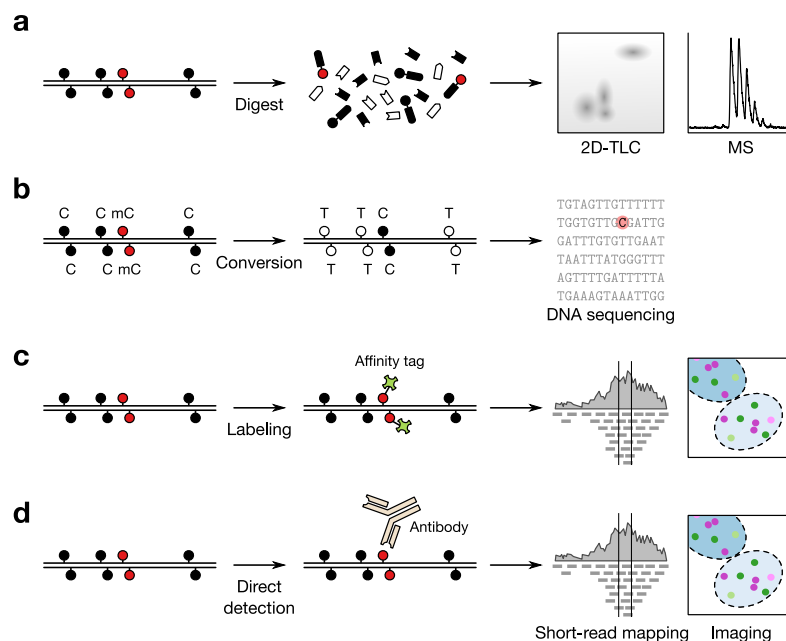 a
Digest
2D-TLC
MS
b
C C mC C
C C mC C
Conversion
T T C T
T T C T
TGTAGTTGTTTTTT
TGGTGTTGCGATTG
GATTTGTGTTGAAT
TAATTTATGGGTTT
AGTTTTGATTTTTA
TGAAAGTAAATTGG
DNA sequencing
c
Labeling
Affinity tag
d
Direct
detection
Antibody
Short-read mapping
Imaging